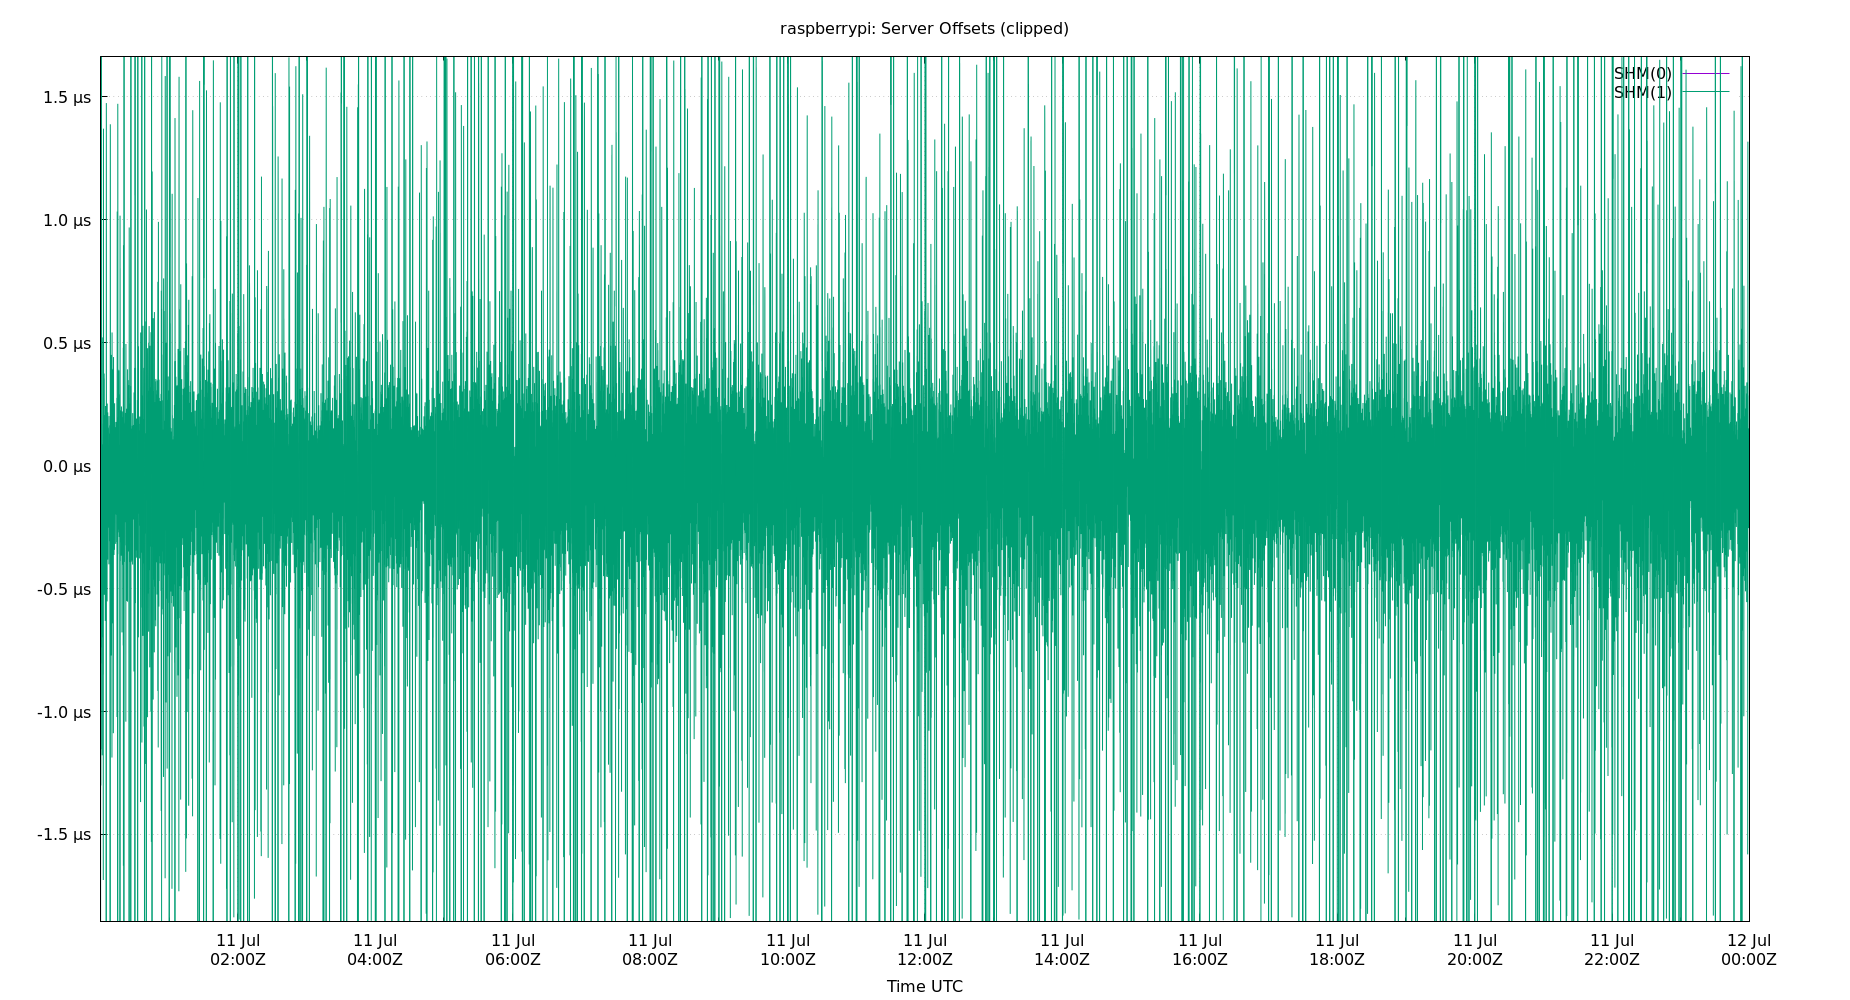 raspberrypi: Server Offsets (clipped)
SHM(0)
SHM(1)
1.5 µs
1.0 µs
0.5 µs
0.0 µs
-0.5 µs
-1.0 µs
-1.5 µs
11 Jul 11 Jul 11 Jul 11 Jul 11 Jul 11 Jul 11 Jul 11 Jul 11 Jul 11 Jul 11 Jul 12 Jul
02:00Z 04:00Z 06:00Z 08:00Z 10:00Z 12:00Z 14:00Z 16:00Z 18:00Z 20:00Z 22:00Z 00:00Z
Time UTC